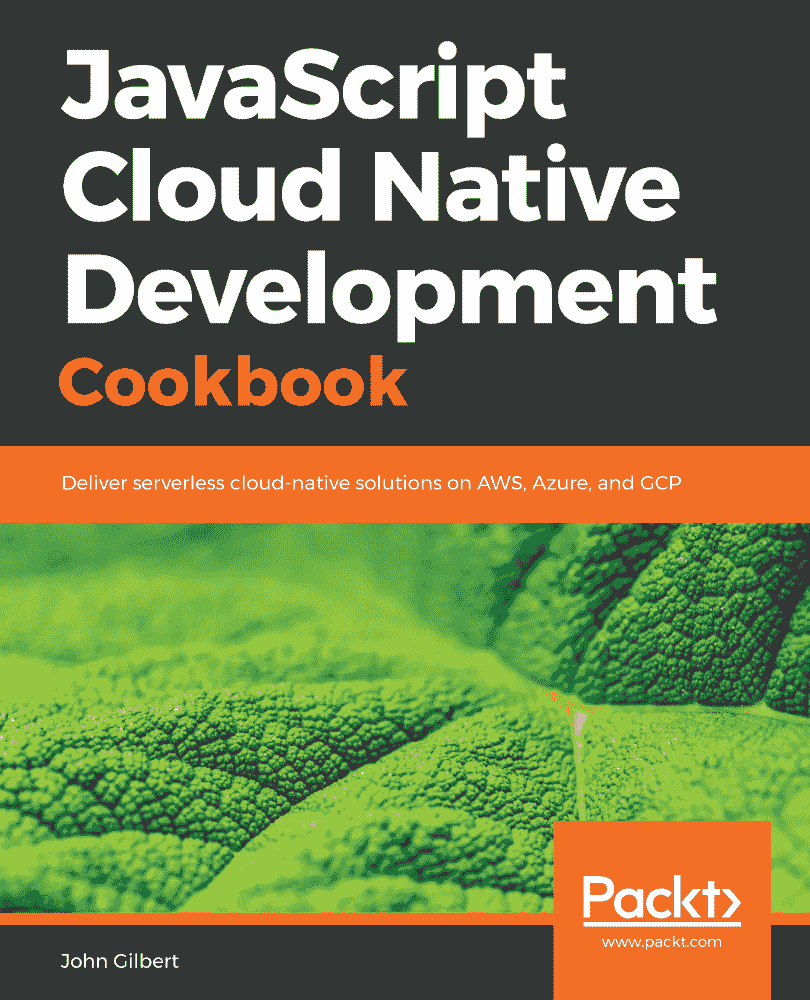 JavaScript
Cloud Native
Development
Cookbook
Deliver serverless cloud-native solutions on AWS, Azure, and GCP
Packt>
www.packt.com
John Gilbert